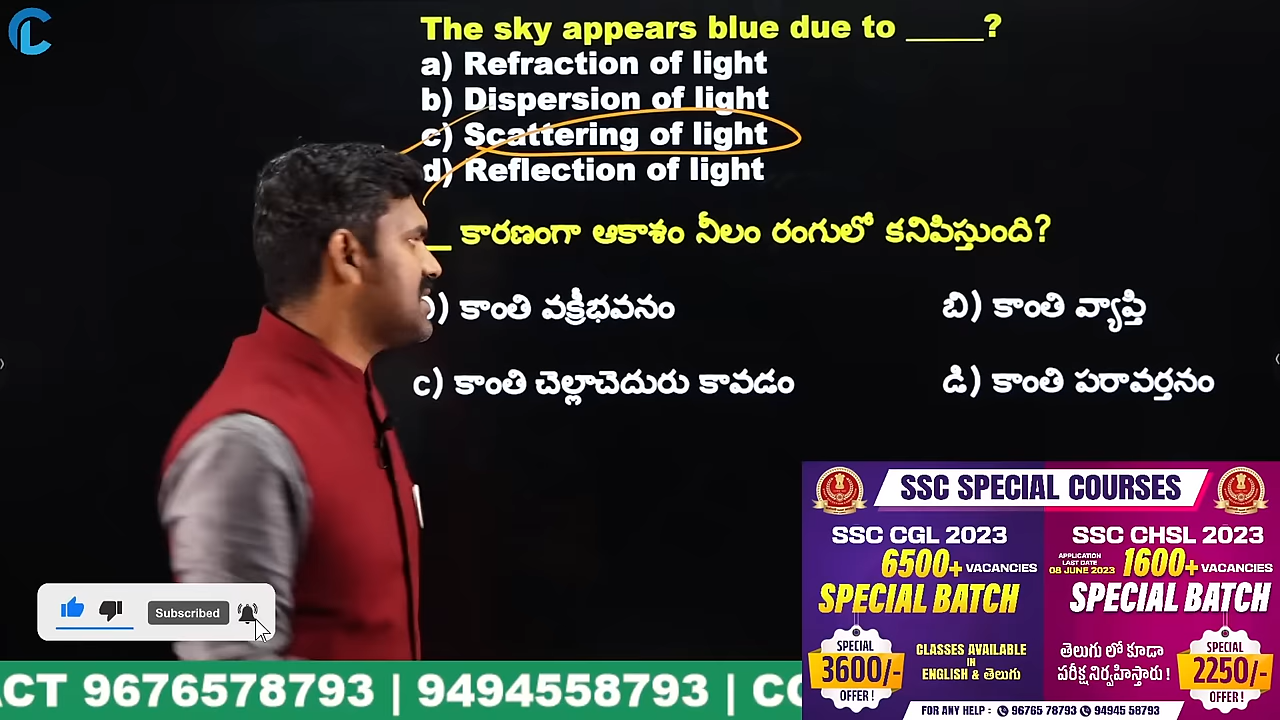 The sky appears blue due to _____?
a) Refraction of light
b) Dispersion of light
c) Scattering of light
d) Reflection of light
__ కారణంగా ఆకాశం నీలం రంగులో కనిపిస్తుంది?
) కాంతి వక్రీభవనం
బి) కాంతి వ్యాప్తి
c) కాంతి చెల్లాచెదురు కావడం
డి) కాంతి పరావర్తనం
SSC SPECIAL COURSES
SSC CGL 2023
6500+ VACANCIES
SPECIAL BATCH
SPECIAL
3600/-
OFFER !
CLASSES AVAILABLE
IN
ENGLISH & తెలుగు
SSC CHSL 2023
APPLICATION
LAST DATE
08 JUNE 2023
1600+ VACANCIES
SPECIAL BATCH
తెలుగు లో కూడా
పరీక్ష నిర్వహిస్తారు !
SPECIAL
2250/-
OFFER !
FOR ANY HELP : 96765 78793 94945 58793
Subscribed
ACT 9676578793 | 9494558793 | CO